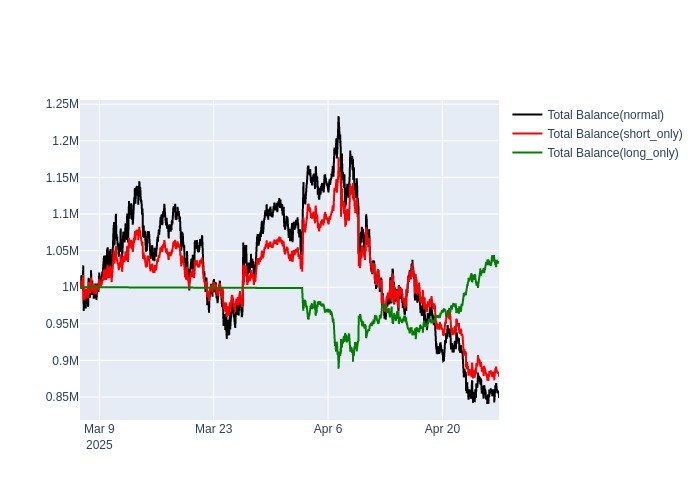 1.25M
1.2M
1.15M
1.1M
1.05M
1M
0.95M
0.9M
0.85M
Mar 9
2025
Mar 23
Apr 6
Apr 20
Total Balance(normal)
Total Balance(short_only)
Total Balance(long_only)